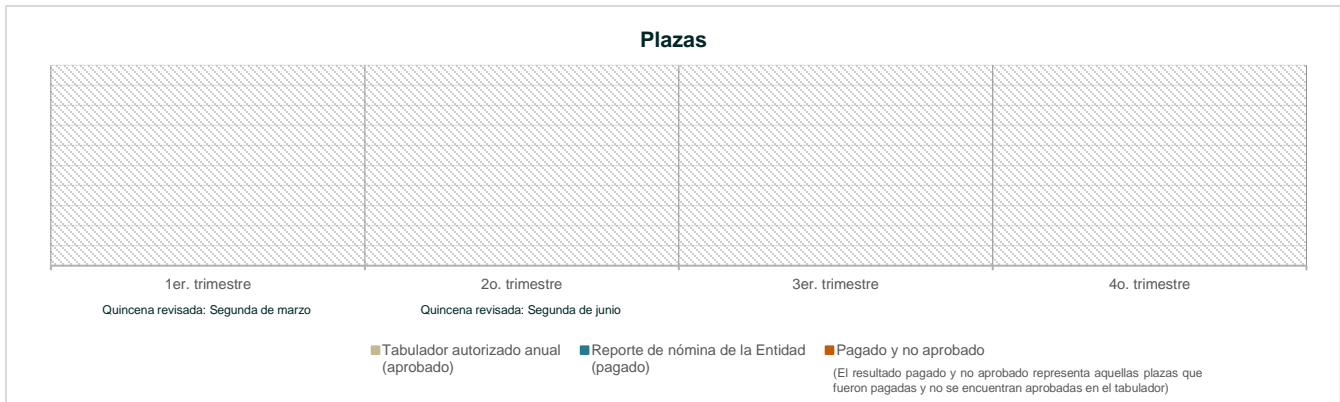 Plazas
1er. trimestre
2o. trimestre
3er. trimestre
4o. trimestre
Quincena revisada: Segunda de marzo
Quincena revisada: Segunda de junio
Tabulador autorizado anual
(aprobado)
Reporte de nómina de la Entidad
(pagado)
Pagado y no aprobado
(El resultado pagado y no aprobado representa aquellas plazas que
fueron pagadas y no se encuentran aprobadas en el tabulador)